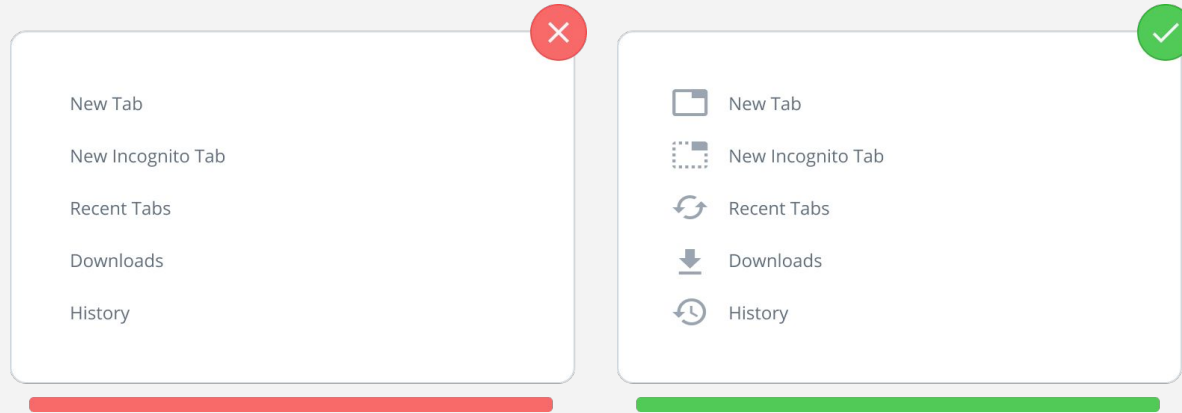 New Tab
New Incognito Tab
Recent Tabs
Downloads
History
New Tab
New Incognito Tab
Recent Tabs
Downloads
History